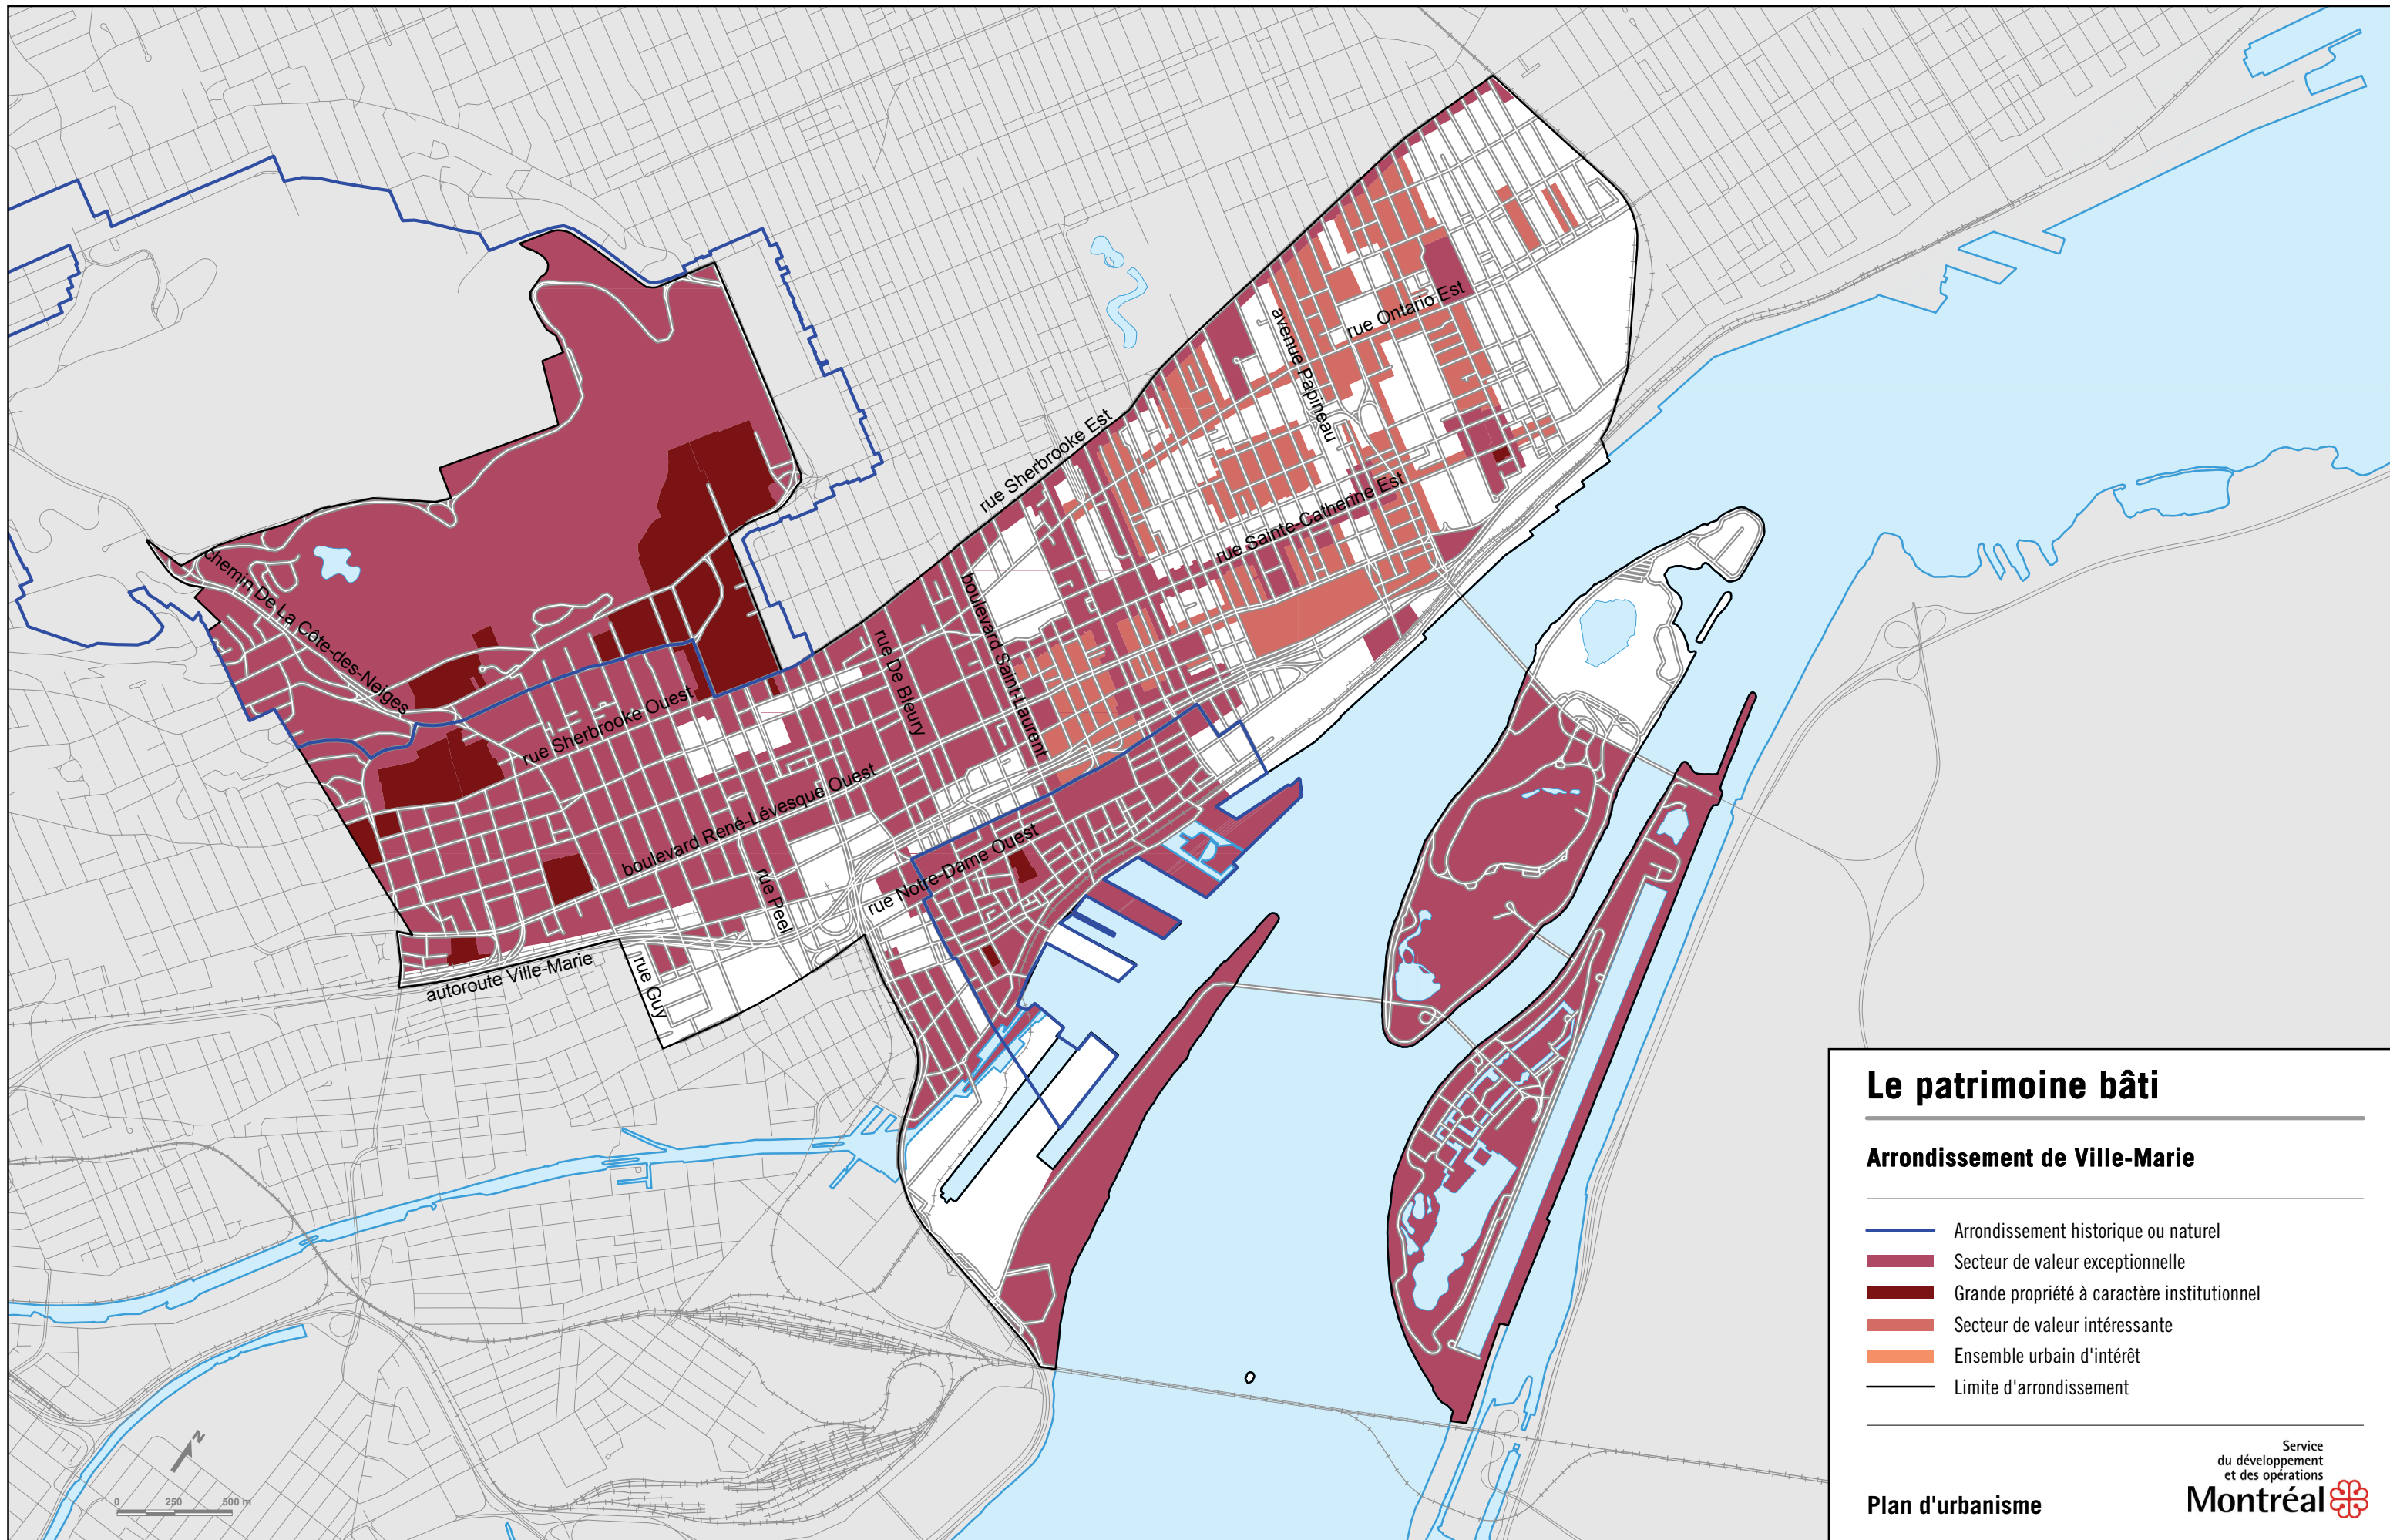 rue Sherbrooke Est
avenue Papineau
rue Ontario Est
rue Sainte-Catherine Est
chemin De La Côte-des-Neiges
boulevard Saint-Laurent
rue De Bleury
rue Sherbrooke Ouest
boulevard René-Lévesque Ouest
rue Notre-Dame Ouest
rue Peel
autoroute Ville-Marie
rue Guy
N
0 250 500 m
Le patrimoine bâti
Arrondissement de Ville-Marie
Arrondissement historique ou naturel
Secteur de valeur exceptionnelle
Grande propriété à caractère institutionnel
Secteur de valeur intéressante
Ensemble urbain d'intérêt
Limite d'arrondissement
Service
du développement
et des opérations
Plan d'urbanisme
Montréal